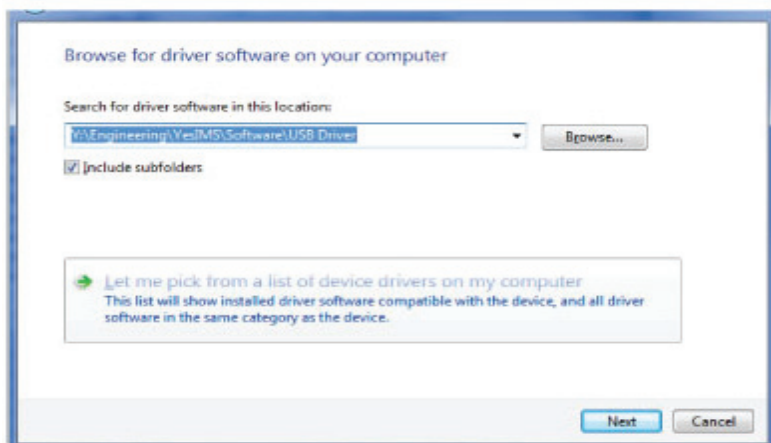 Browse for driver software on your computer
Search for driver software in this location:
Y:\Engineering\YesIMS\Software\USB Driver
Browse...
Include subfolders
Let me pick from a list of device drivers on my computer
This list will show installed driver software compatible with the device, and all driver
software in the same category as the device.
Next
Cancel